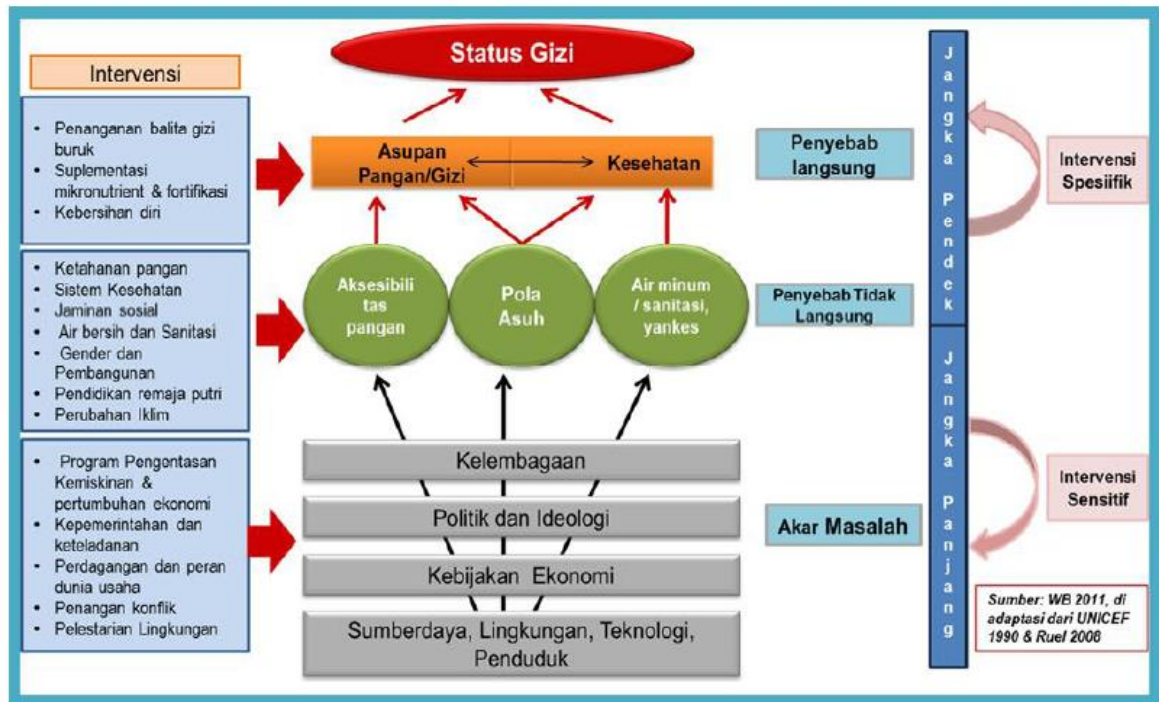 Status Gizi
Intervensi
• Penanganan balita gizi
buruk
• Suplementasi
mikronutrient & fortifikasi
• Kebersihan diri
Asupan
Pangan/Gizi
Kesehatan
Penyebab
langsung
• Ketahanan pangan
• Sistem Kesehatan
• Jaminan sosial
• Air bersih dan Sanitasi
• Gender dan
Pembangunan
• Pendidikan remaja putri
• Perubahan Iklim
Aksesibili
tas
pangan
Pola
Asuh
Air minum
/ sanitasi,
yankes
Penyebab Tidak
Langsung
• Program Pengentasan
Kemiskinan &
pertumbuhan ekonomi
• Kepemerintahan dan
keteladanan
• Perdagangan dan peran
dunia usaha
• Penangan konflik
• Pelestarian Lingkungan
Kelembagaan
Politik dan Ideologi
Kebijakan Ekonomi
Sumberdaya, Lingkungan, Teknologi,
Penduduk
Akar Masalah
Jangka Pendek
Jangka Panjang
Intervensi
Spesiifik
Intervensi
Sensitif
Sumber: WB 2011, di
adaptasi dari UNICEF
1990 & Ruel 2008